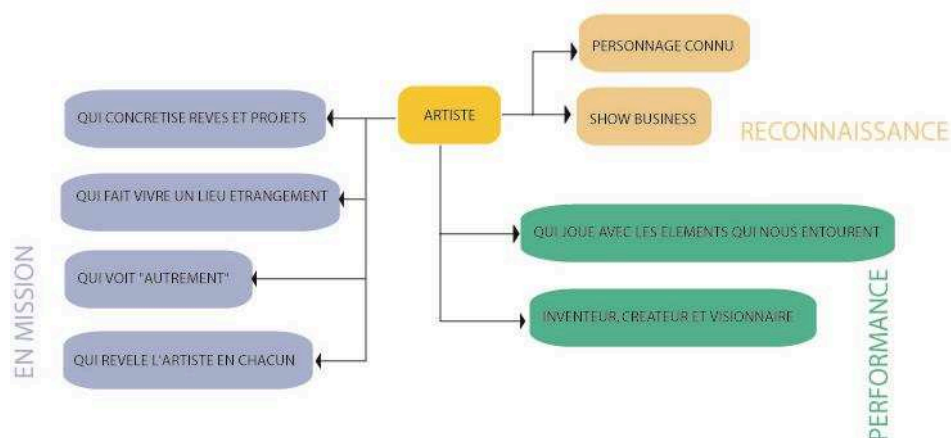 PERSONNAGE CONNU
ARTISTE
QUI CONCRETISE REVES ET PROJETS
SHOW BUSINESS
RECONNAISSANCE
QUI FAIT VIVRE UN LIEU ETRANGEMENT
QUI JOUE AVEC LES ELEMENTS QUI NOUS ENTOURENT
QUI VOIT "AUTREMENT"
EN MISSION
INVENTEUR, CREATEUR ET VISIONNAIRE
PERFORMANCE
QUI REVELE L'ARTISTE EN CHACUN